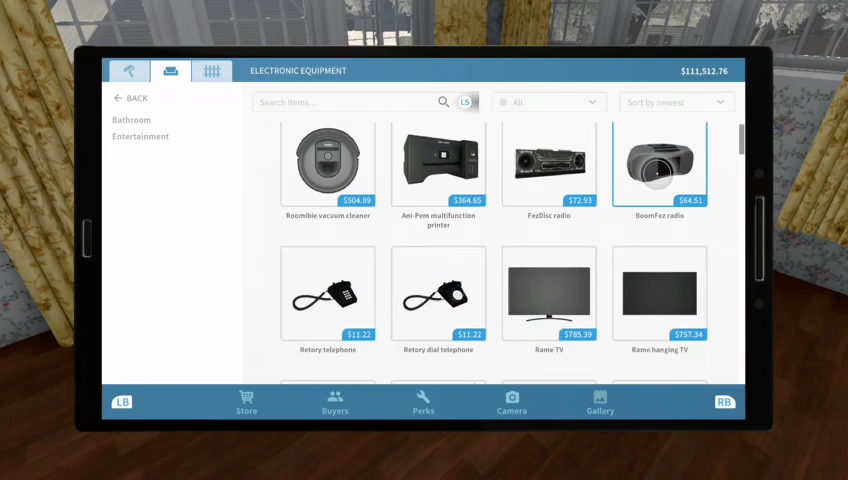 ELECTRONIC EQUIPMENT
$111,512.76
BACK
Search items...
LS
All
Sort by newest
Bathroom
Entertainment
$504.89
$364.65
$72.93
$64.51
Roomibie vacuum cleaner
Ani-Pem multifunction
printer
FezDisc radio
BoomFez radio
$11.22
$11.22
$785.39
$757.34
Retory telephone
Retory dial telephone
Rame TV
Rame hanging TV
LB
Store
Buyers
Perks
Camera
Gallery
RB